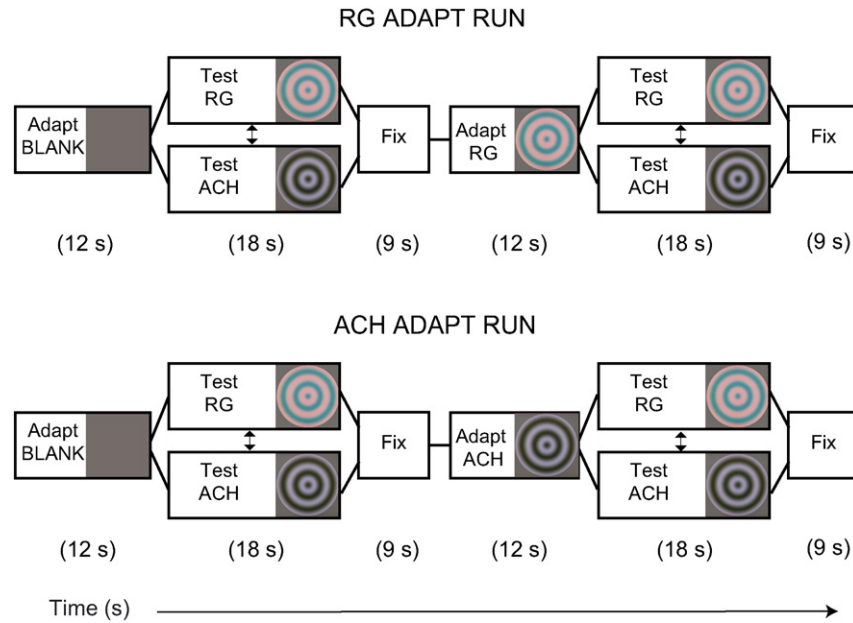 RG ADAPT RUN
Test
RG
Test
RG
Adapt
BLANK
Fix
Adapt
RG
Fix
Test
ACH
Test
ACH
(12 s)
(18 s)
(9 s)
(12 s)
(18 s)
(9 s)
ACH ADAPT RUN
Test
RG
Test
RG
Adapt
BLANK
Fix
Adapt
ACH
Fix
Test
ACH
Test
ACH
(12 s)
(18 s)
(9 s)
(12 s)
(18 s)
(9 s)
Time (s)